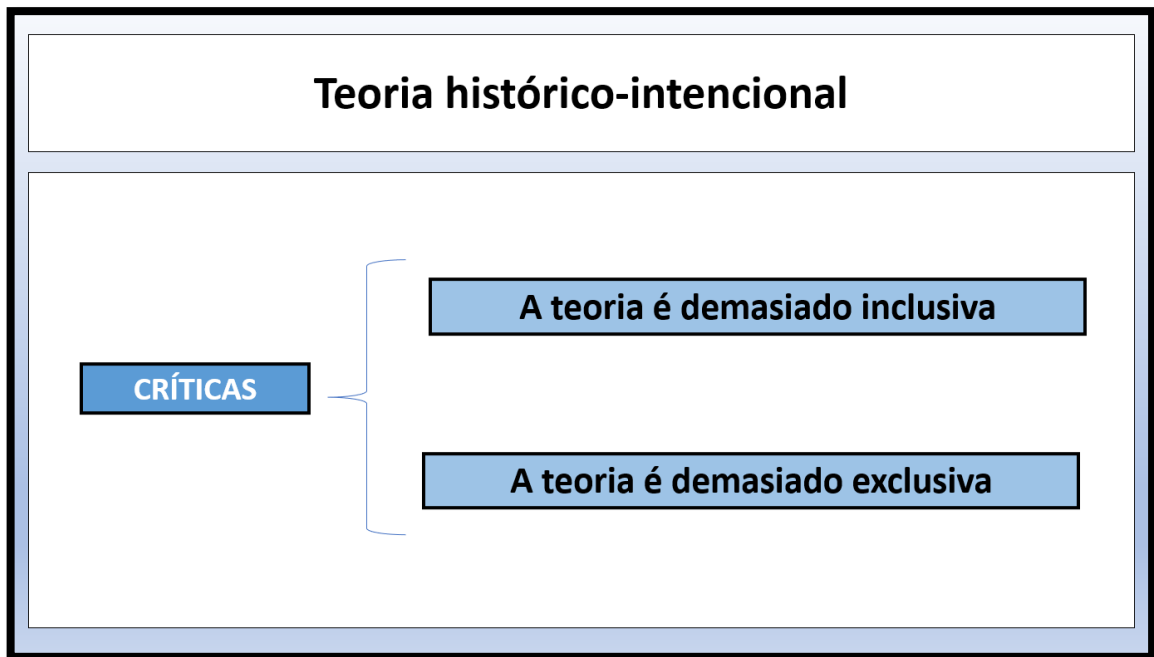 Teoria histórico-intencional
A teoria é demasiado inclusiva
CRÍTICAS
A teoria é demasiado exclusiva